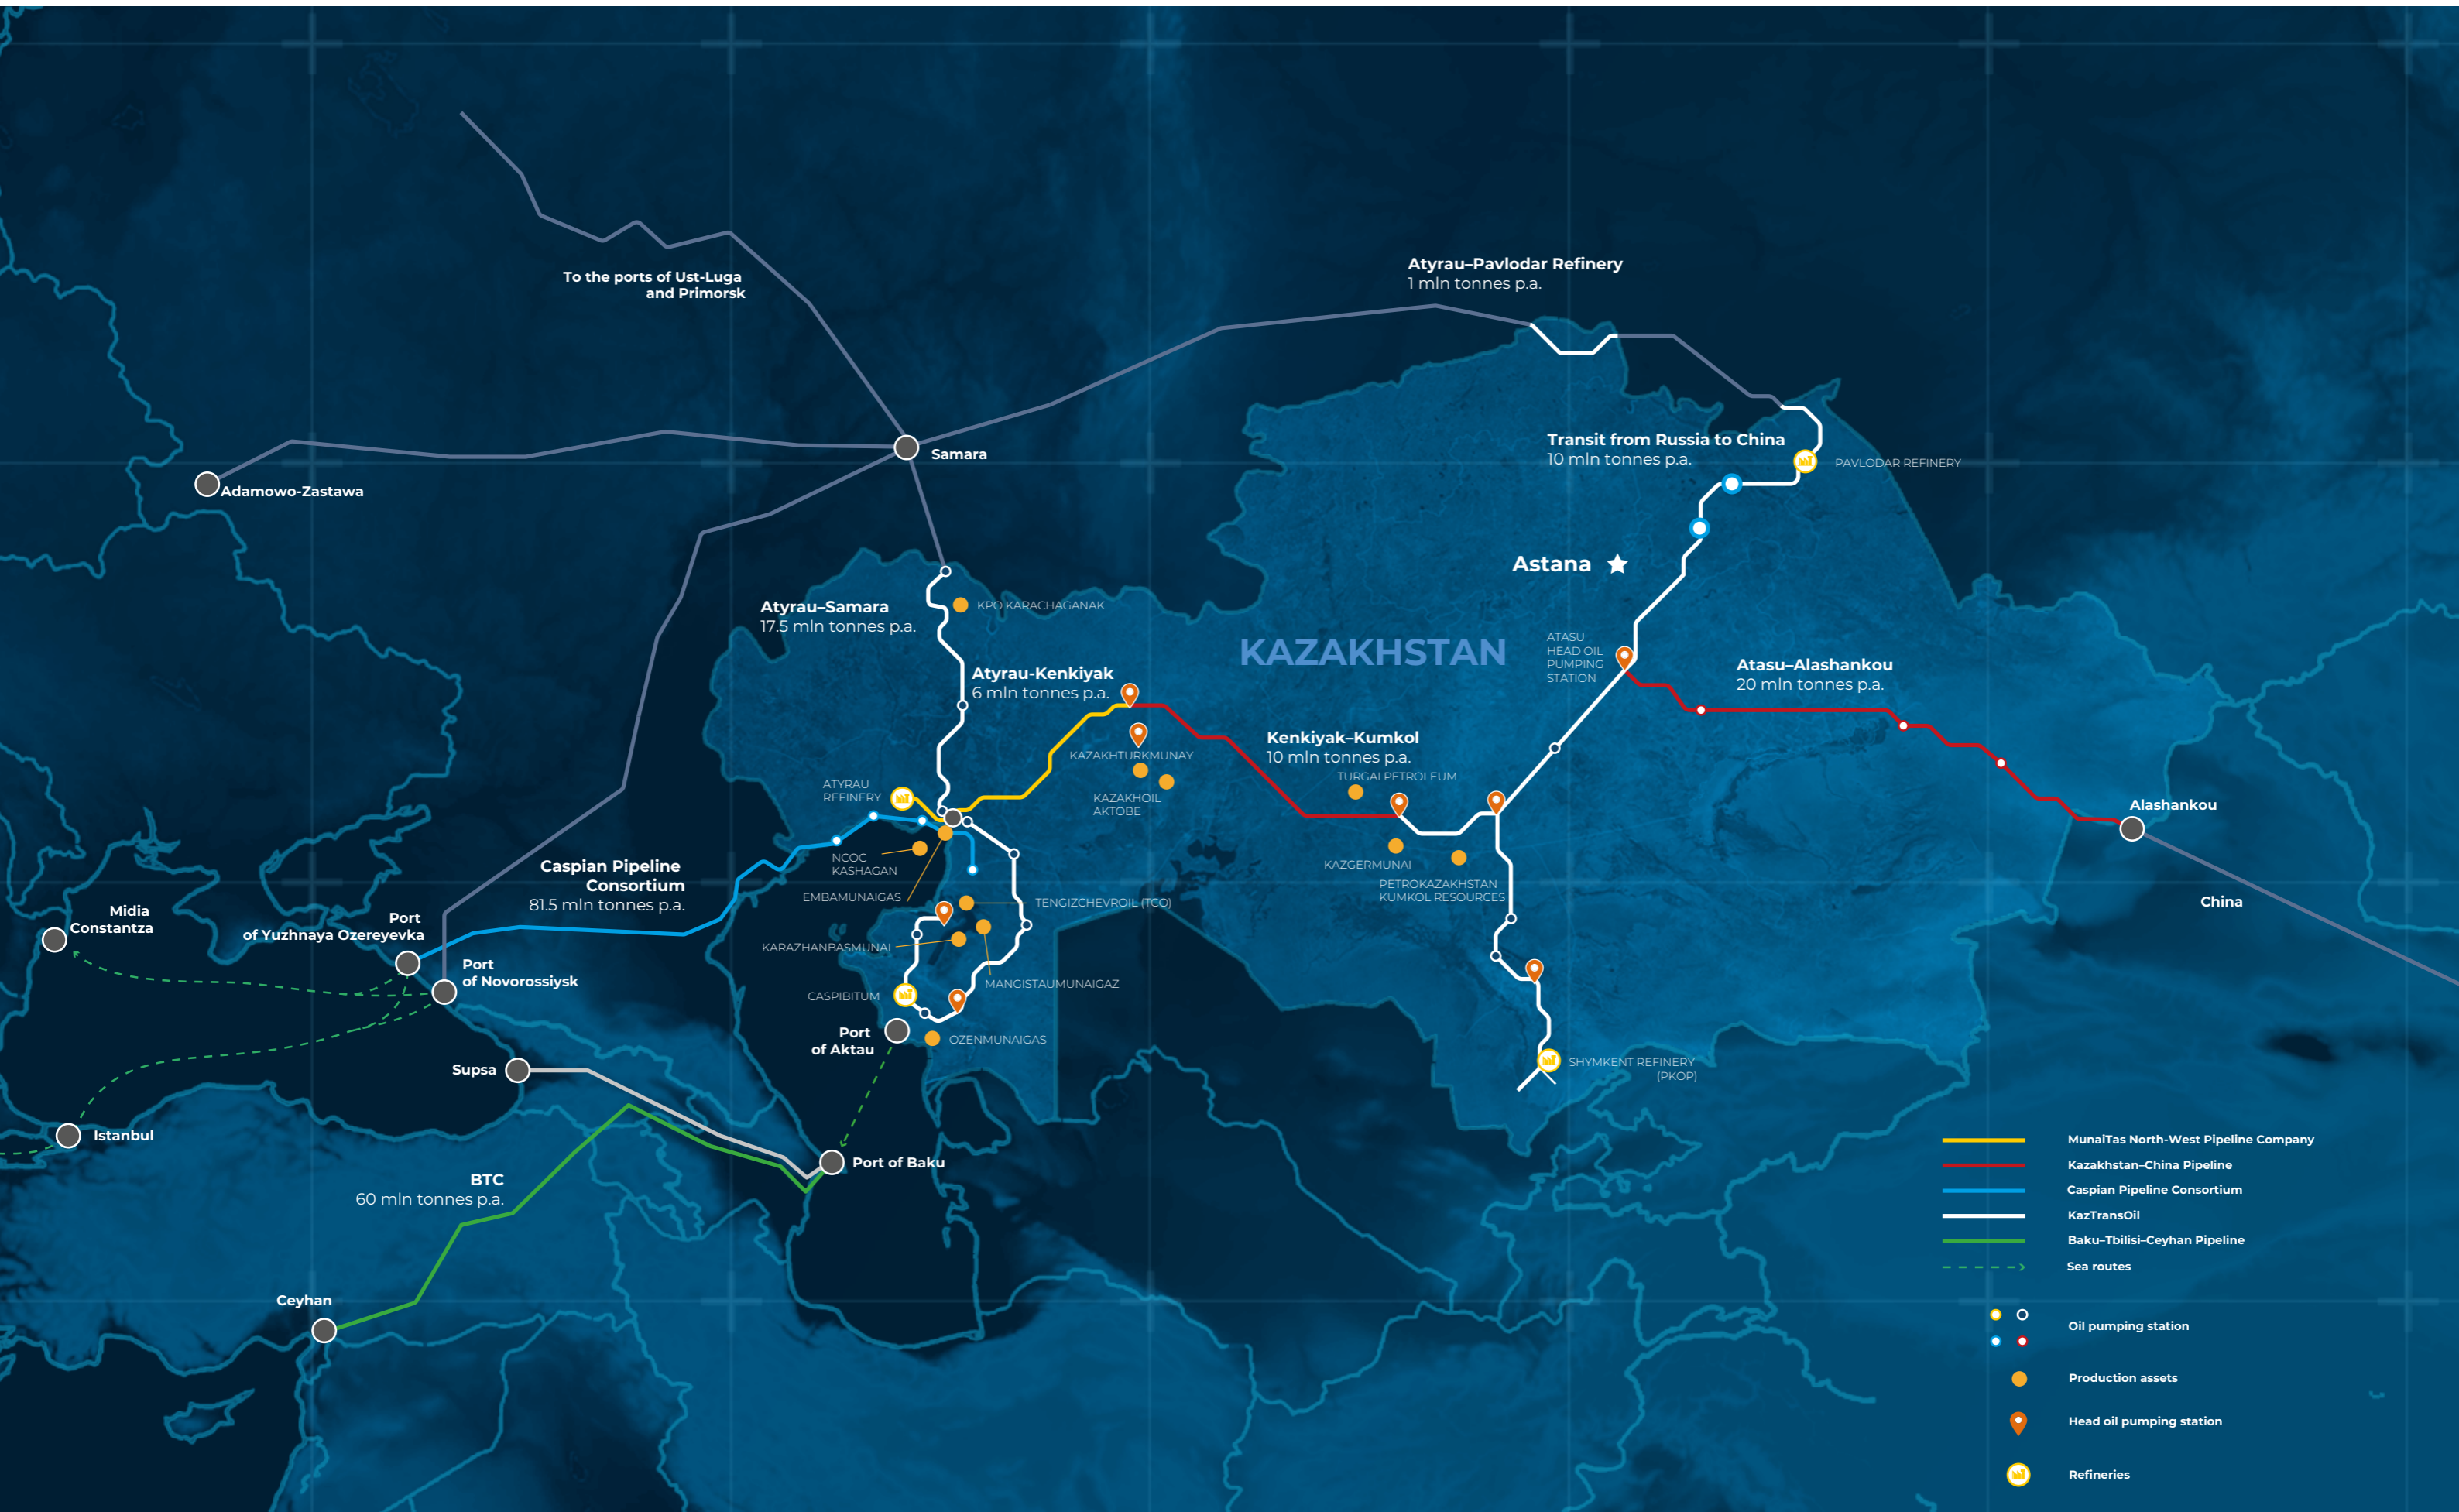 To the ports of Ust-Luga
and Primorsk
Atyrau–Pavlodar Refinery
1 mln tonnes p.a.
Transit from Russia to China
10 mln tonnes p.a.
PAVLODAR REFINERY
Samara
Adamowo-Zastawa
Astana
Atyrau–Samara
17.5 mln tonnes p.a.
KPO KARACHAGANAK
KAZAKHSTAN
ATASU
HEAD OIL
PUMPING
STATION
Atasu–Alashankou
20 mln tonnes p.a.
Atyrau-Kenkiyak
6 mln tonnes p.a.
Kenkiyak–Kumkol
10 mln tonnes p.a.
KAZAKHTURKMUNAY
TURGAI PETROLEUM
ATYRAU
REFINERY
KAZAKHOIL
AKTOBE
Alashankou
NCOC
KASHAGAN
KAZGERMUNAI
Caspian Pipeline
Consortium
81.5 mln tonnes p.a.
EMBAMUNAIGAS
TENGIZCHEVROIL (TCO)
PETROKAZAKHSTAN
KUMKOL RESOURCES
China
Midia
Constantza
Port
of Yuzhnaya Ozereyevka
KARAZHANBASMUNAI
Port
of Novorossiysk
MANGISTAUMUNAIGAZ
CASPIBITUM
Port
of Aktau
OZENMUNAIGAS
Supsa
SHYMKENT REFINERY
(PKOP)
Istanbul
Port of Baku
BTC
60 mln tonnes p.a.
Ceyhan
MunaiTas North-West Pipeline Company
Kazakhstan–China Pipeline
Caspian Pipeline Consortium
KazTransOil
Baku–Tbilisi–Ceyhan Pipeline
Sea routes
Oil pumping station
Production assets
Head oil pumping station
Refineries